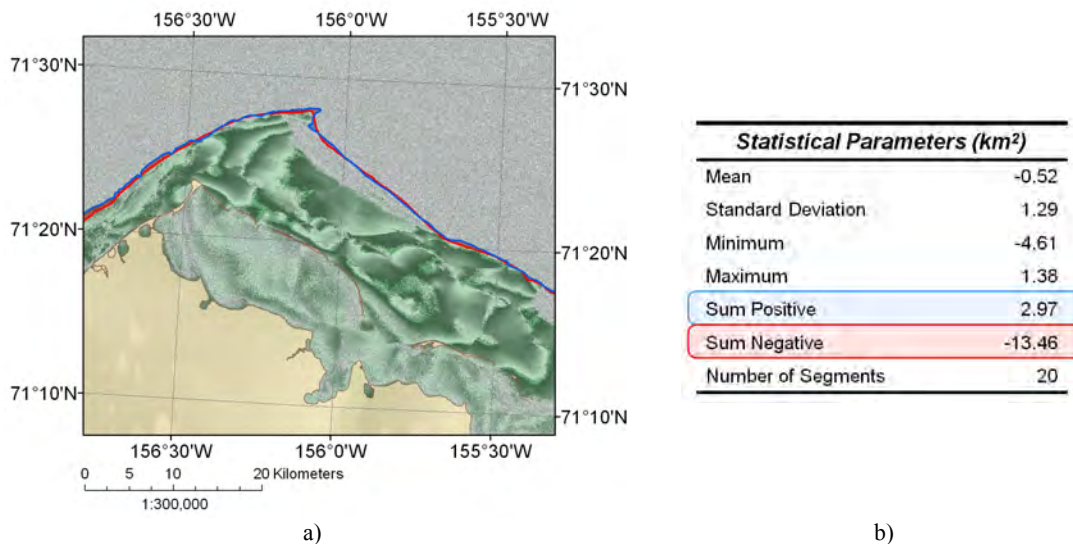 156°30'W 156°0'W
71°30'N 71°30'N
71°20'N 71°20'N
71°10'N 71°10'N
156°30'W 156°0'W 155°30'W
0 5 10 20 Kilometers
1:300,000
a)
Statistical Parameters (km²)
Mean -0.52
Standard Deviation 1.29
Minimum -4.61
Maximum 1.38
Sum Positive 2.97
Sum Negative -13.46
Number of Segments 20
b)